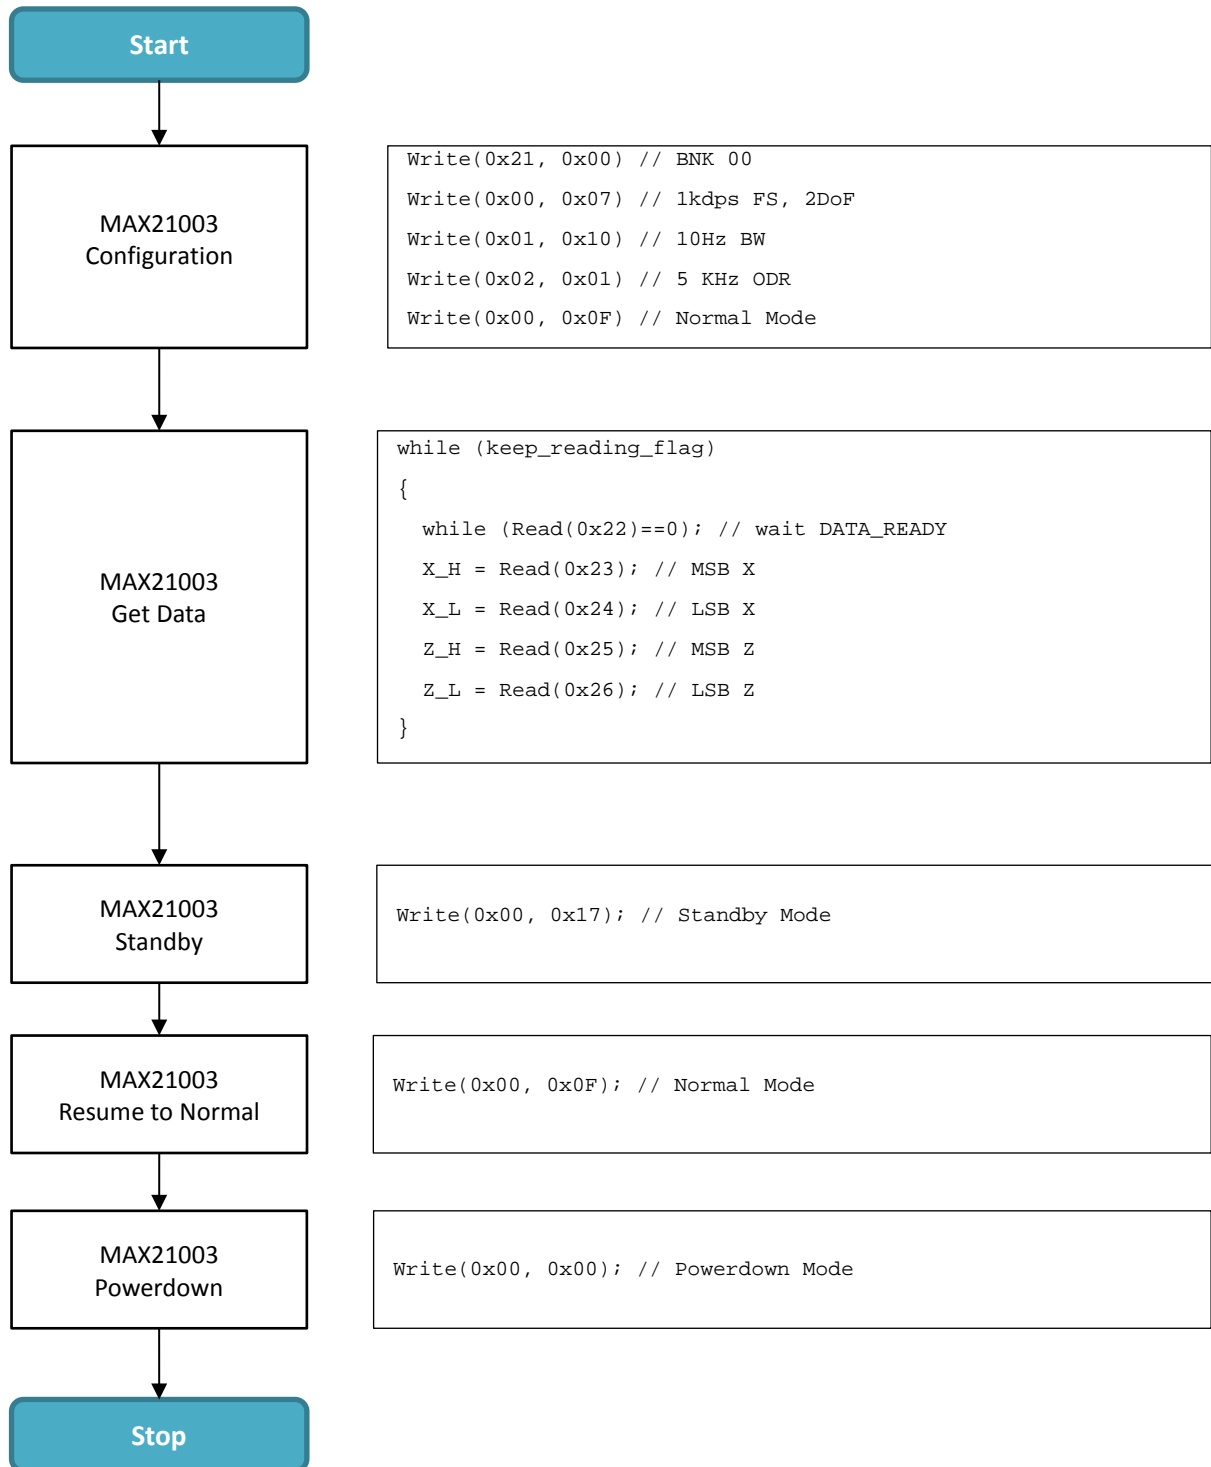 Start
MAX21003
Configuration
Write(0x21, 0x00) // BNK 00
Write(0x00, 0x07) // 1kdps FS, 2DoF
Write(0x01, 0x10) // 10Hz BW
Write(0x02, 0x01) // 5 KHz ODR
Write(0x00, 0x0F) // Normal Mode
MAX21003
Get Data
while (keep_reading_flag)
{
while (Read(0x22)==0); // wait DATA_READY
X_H = Read(0x23); // MSB X
X_L = Read(0x24); // LSB X
Z_H = Read(0x25); // MSB Z
Z_L = Read(0x26); // LSB Z
}
MAX21003
Standby
Write(0x00, 0x17); // Standby Mode
MAX21003
Resume to Normal
Write(0x00, 0x0F); // Normal Mode
MAX21003
Powerdown
Write(0x00, 0x00); // Powerdown Mode
Stop